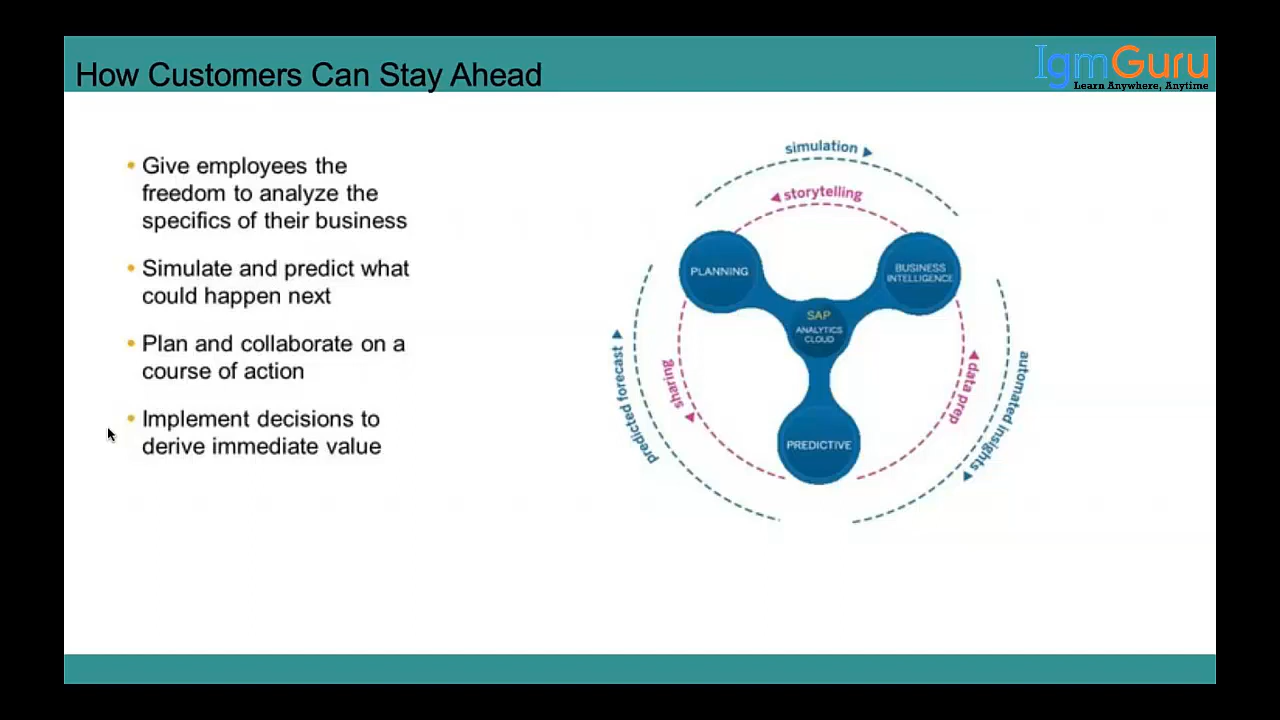 How Customers Can Stay Ahead
IgmGuru
Learn Anywhere, Anytime
• Give employees the
freedom to analyze the
specifics of their business
• Simulate and predict what
could happen next
• Plan and collaborate on a
course of action
• Implement decisions to
derive immediate value
simulation
storytelling
PLANNING
BUSINESS
INTELLIGENCE
SAP
ANALYTICS
CLOUD
predicted forecast
sharing
data prep
automated insights
PREDICTIVE